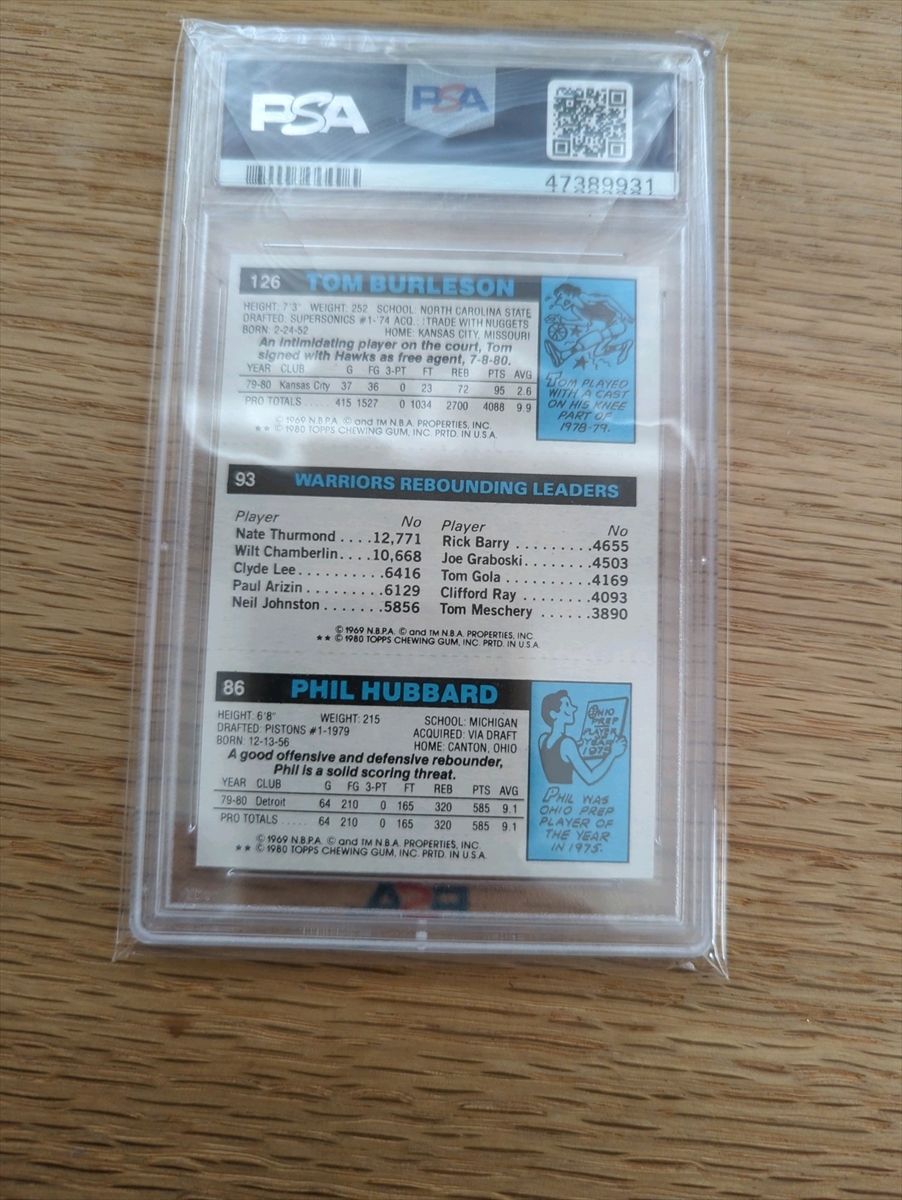 PSA
PSA
47389931
126 TOM BURLESON
HEIGHT: 7'3" WEIGHT: 252 SCHOOL: NORTH CAROLINA STATE
DRAFTED: SUPERSONICS #1-'74 ACQ.: TRADE WITH NUGGETS
BORN: 2-24-52 HOME: KANSAS CITY, MISSOURI
An intimidating player on the court, Tom
signed with Hawks as free agent, 7-8-80.
YEAR CLUB G FG 3-PT FT REB PTS AVG
79-80 Kansas City 37 36 0 23 72 95 2.6
PRO TOTALS .... 415 1527 0 1034 2700 4088 9.9
© 1969 N.B.P.A. © and TM N.B.A. PROPERTIES, INC.
** © 1980 TOPPS CHEWING GUM, INC. PRTD. IN U.S.A.
TOM PLAYED
WITH A CAST
ON HIS KNEE
PART OF
1978-79.
93 WARRIORS REBOUNDING LEADERS
Player No Player No
Nate Thurmond ....12,771 Rick Barry .........4655
Wilt Chamberlin....10,668 Joe Graboski........4503
Clyde Lee..........6416 Tom Gola .........4169
Paul Arizin .........6129 Clifford Ray ........4093
Neil Johnston .......5856 Tom Meschery ......3890
© 1969 N.B.P.A. © and TM N.B.A. PROPERTIES, INC.
** © 1980 TOPPS CHEWING GUM, INC. PRTD. IN U.S.A.
86 PHIL HUBBARD
HEIGHT: 6'8" WEIGHT: 215 SCHOOL: MICHIGAN
DRAFTED: PISTONS #1-1979 ACQUIRED: VIA DRAFT
BORN: 12-13-56 HOME: CANTON, OHIO
A good offensive and defensive rebounder,
Phil is a solid scoring threat.
YEAR CLUB G FG 3-PT FT REB PTS AVG
79-80 Detroit 64 210 0 165 320 585 9.1
PRO TOTALS ..... 64 210 0 165 320 585 9.1
© 1969 N.B.P.A. © and TM N.B.A. PROPERTIES, INC.
** © 1980 TOPPS CHEWING GUM, INC. PRTD. IN U.S.A.
OHIO
PREP
PLAYER
OF
YEAR
1975
PHIL WAS
OHIO PREP
PLAYER OF
THE YEAR
IN 1975.
PSA